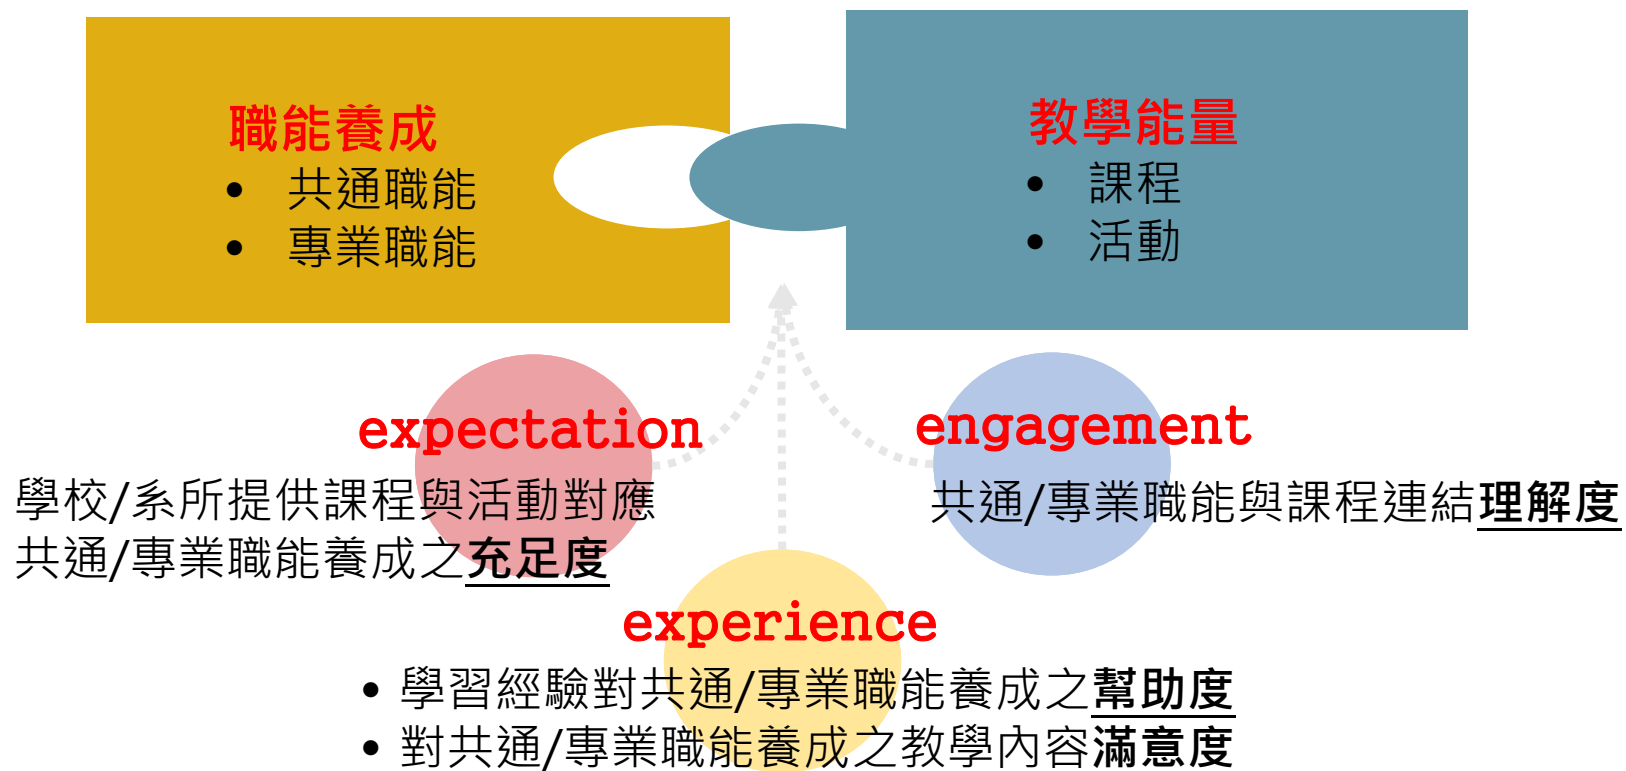 職能養成
• 共通職能
• 專業職能
教學能量
• 課程
• 活動
expectation
學校/系所提供課程與活動對應
共通/專業職能養成之充足度
engagement
共通/專業職能與課程連結理解度
experience
• 學習經驗對共通/專業職能養成之幫助度
• 對共通/專業職能養成之教學內容滿意度